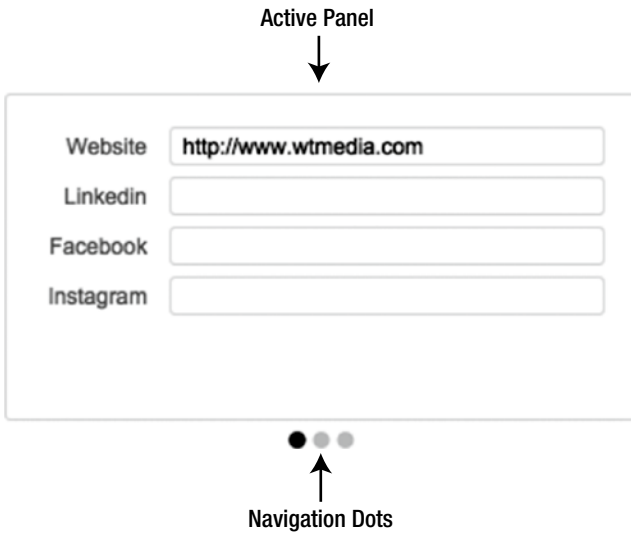 Active Panel
Website http://www.wtmedia.com
Linkedin
Facebook
Instagram
Navigation Dots